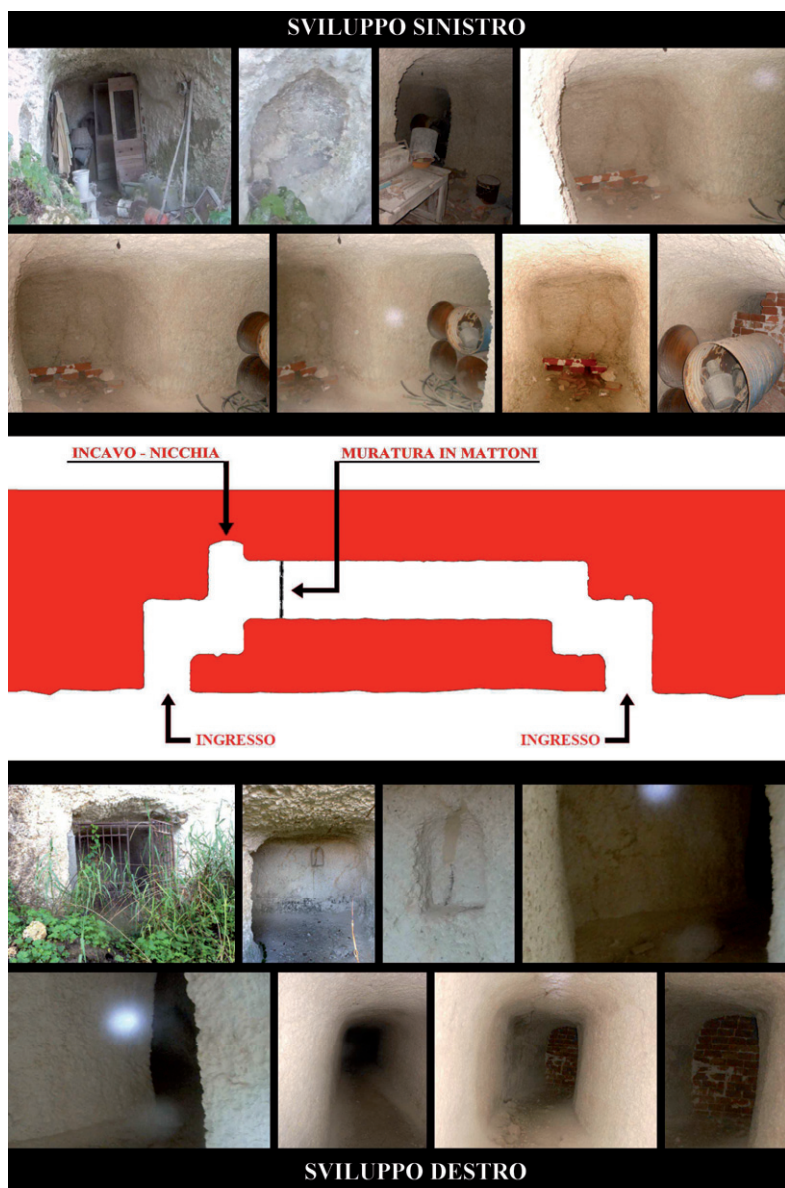 SVILUPPO SINISTRO
INCAVO - NICCHIA
MURATURA IN MATTONI
INGRESSO
INGRESSO
SVILUPPO DESTRO